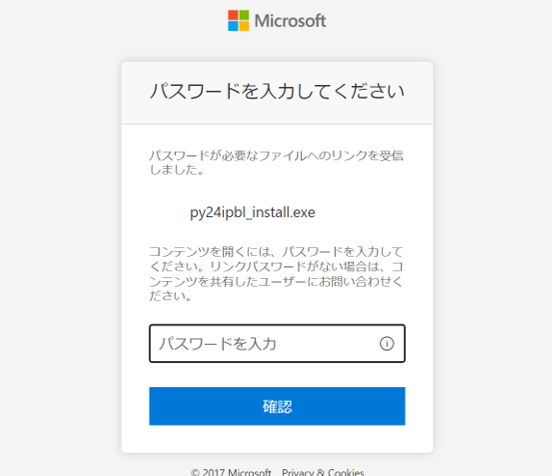 Microsoft
パスワードを入力してください
パスワードが必要なファイルへのリンクを受信
しました。
py24ipbl_install.exe
コンテンツを開くには、パスワードを入力して
ください。リンクパスワードがない場合は、コ
ンテンツを共有したユーザーにお問い合わせく
ださい。
パスワードを入力
確認
© 2017 Microsoft Privacy & Cookies